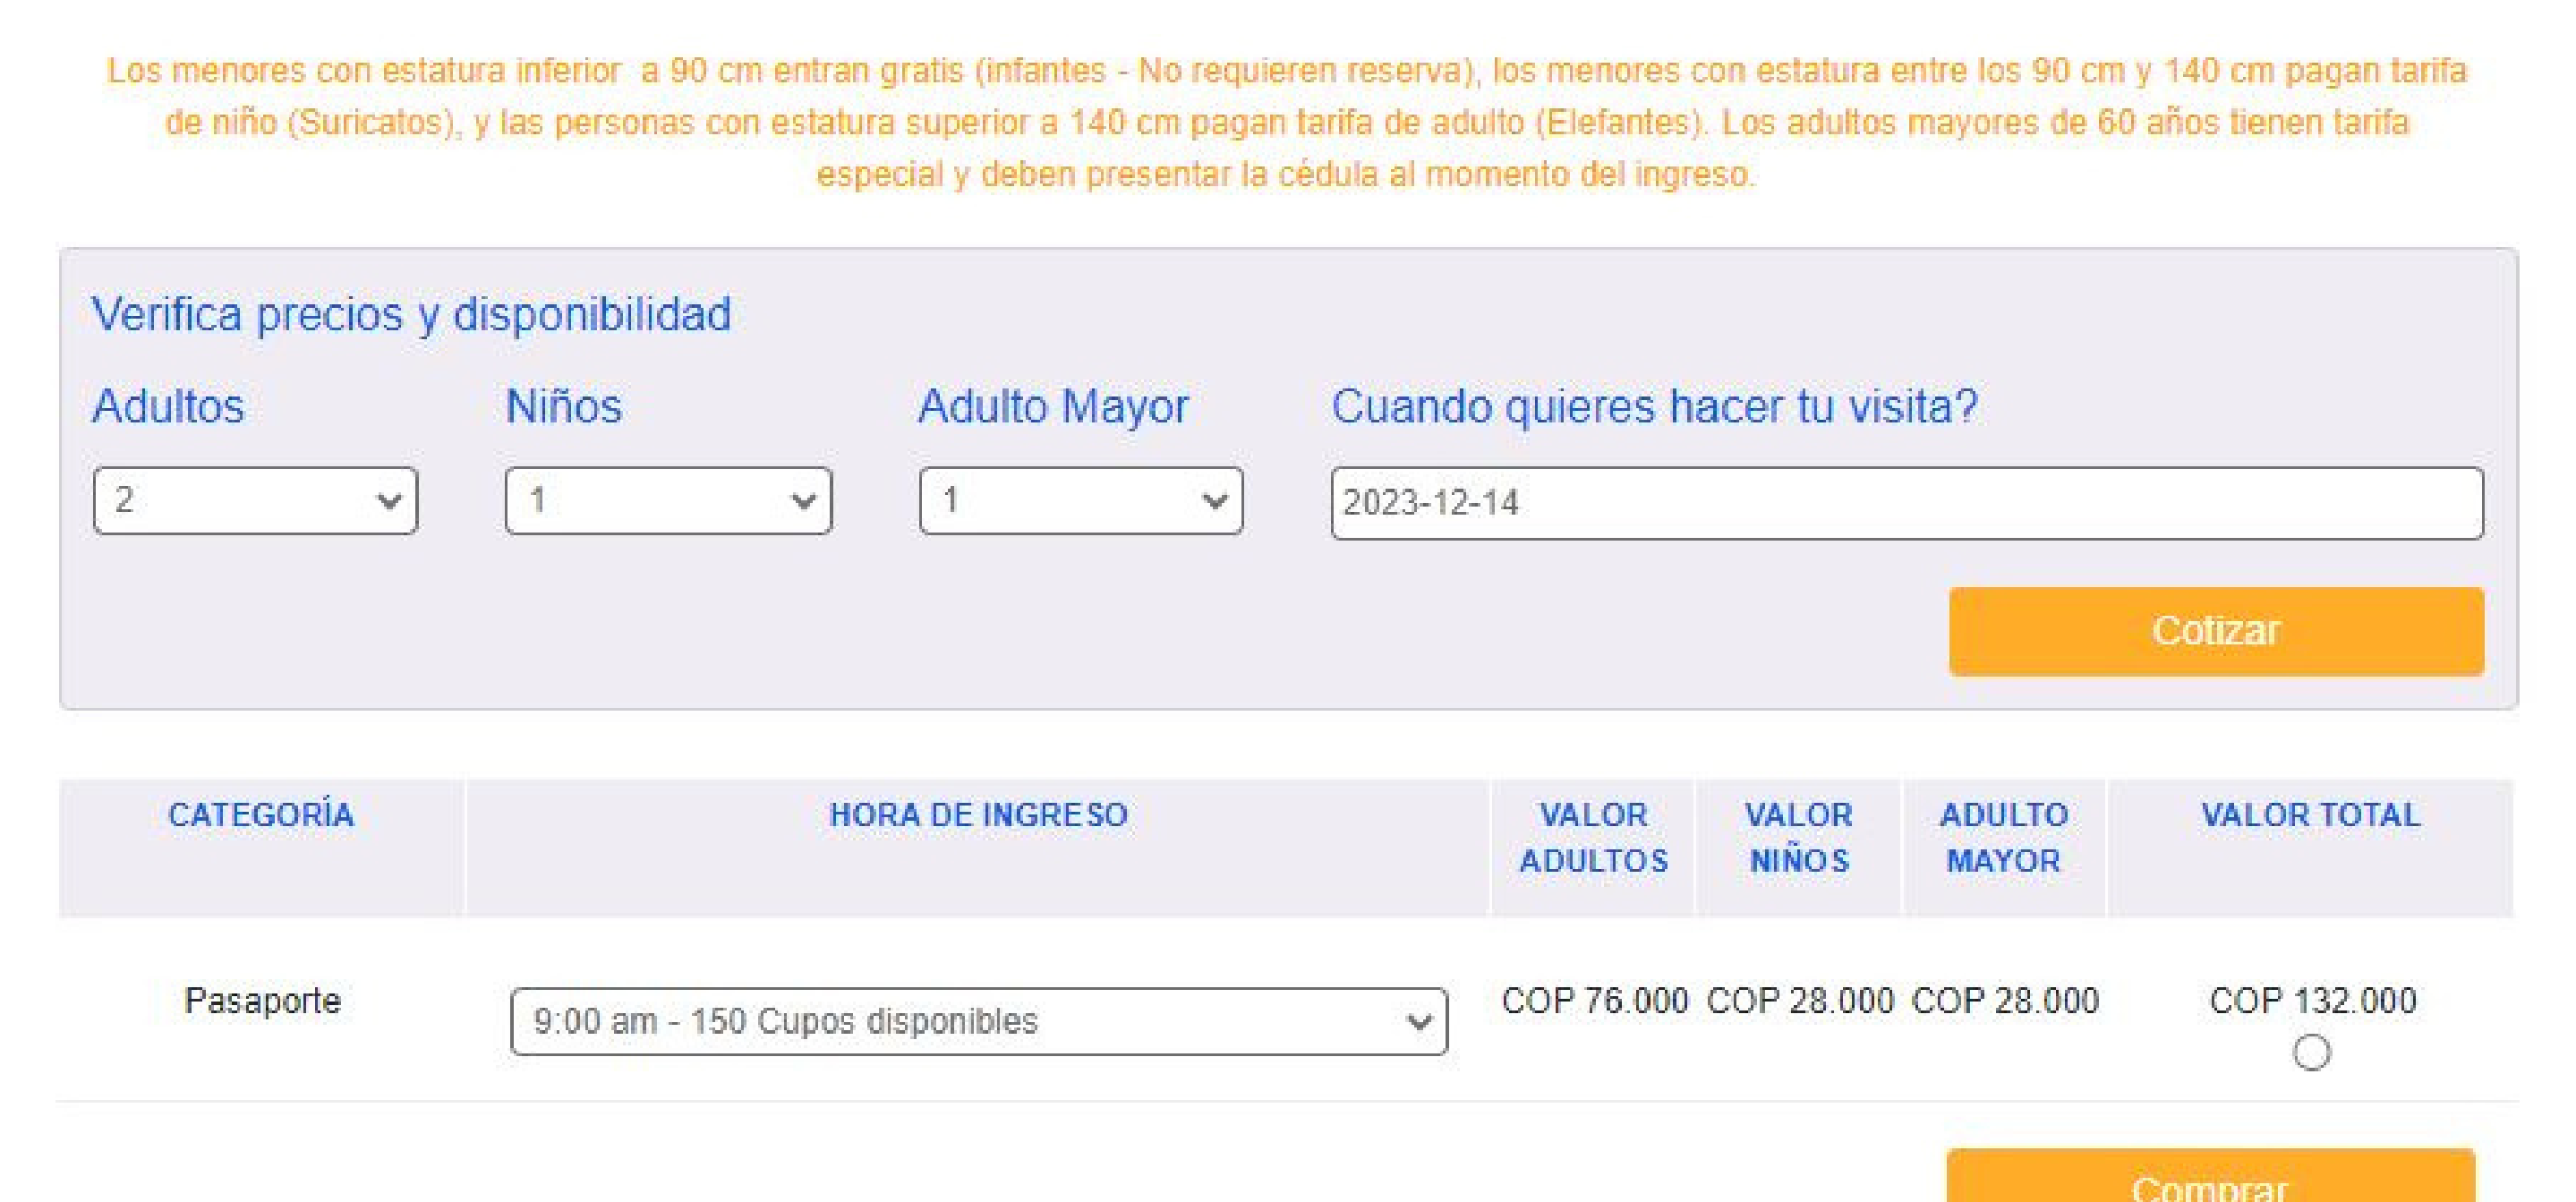 Los menores con estatura inferior a 90 cm entran gratis (infantes - No requieren reserva), los menores con estatura entre los 90 cm y 140 cm pagan tarifa
de niño (Suricatos), y las personas con estatura superior a 140 cm pagan tarifa de adulto (Elefantes). Los adultos mayores de 60 años tienen tarifa
especial y deben presentar la cédula al momento del ingreso.
Verifica precios y disponibilidad
Adultos Niños Adulto Mayor Cuando quieres hacer tu visita?
2 1 1 2023-12-14
Cotizar
CATEGORÍA HORA DE INGRESO VALOR ADULTOS VALOR NIÑOS ADULTO MAYOR VALOR TOTAL
Pasaporte 9:00 am - 150 Cupos disponibles COP 76.000 COP 28.000 COP 28.000 COP 132.000
Comprar